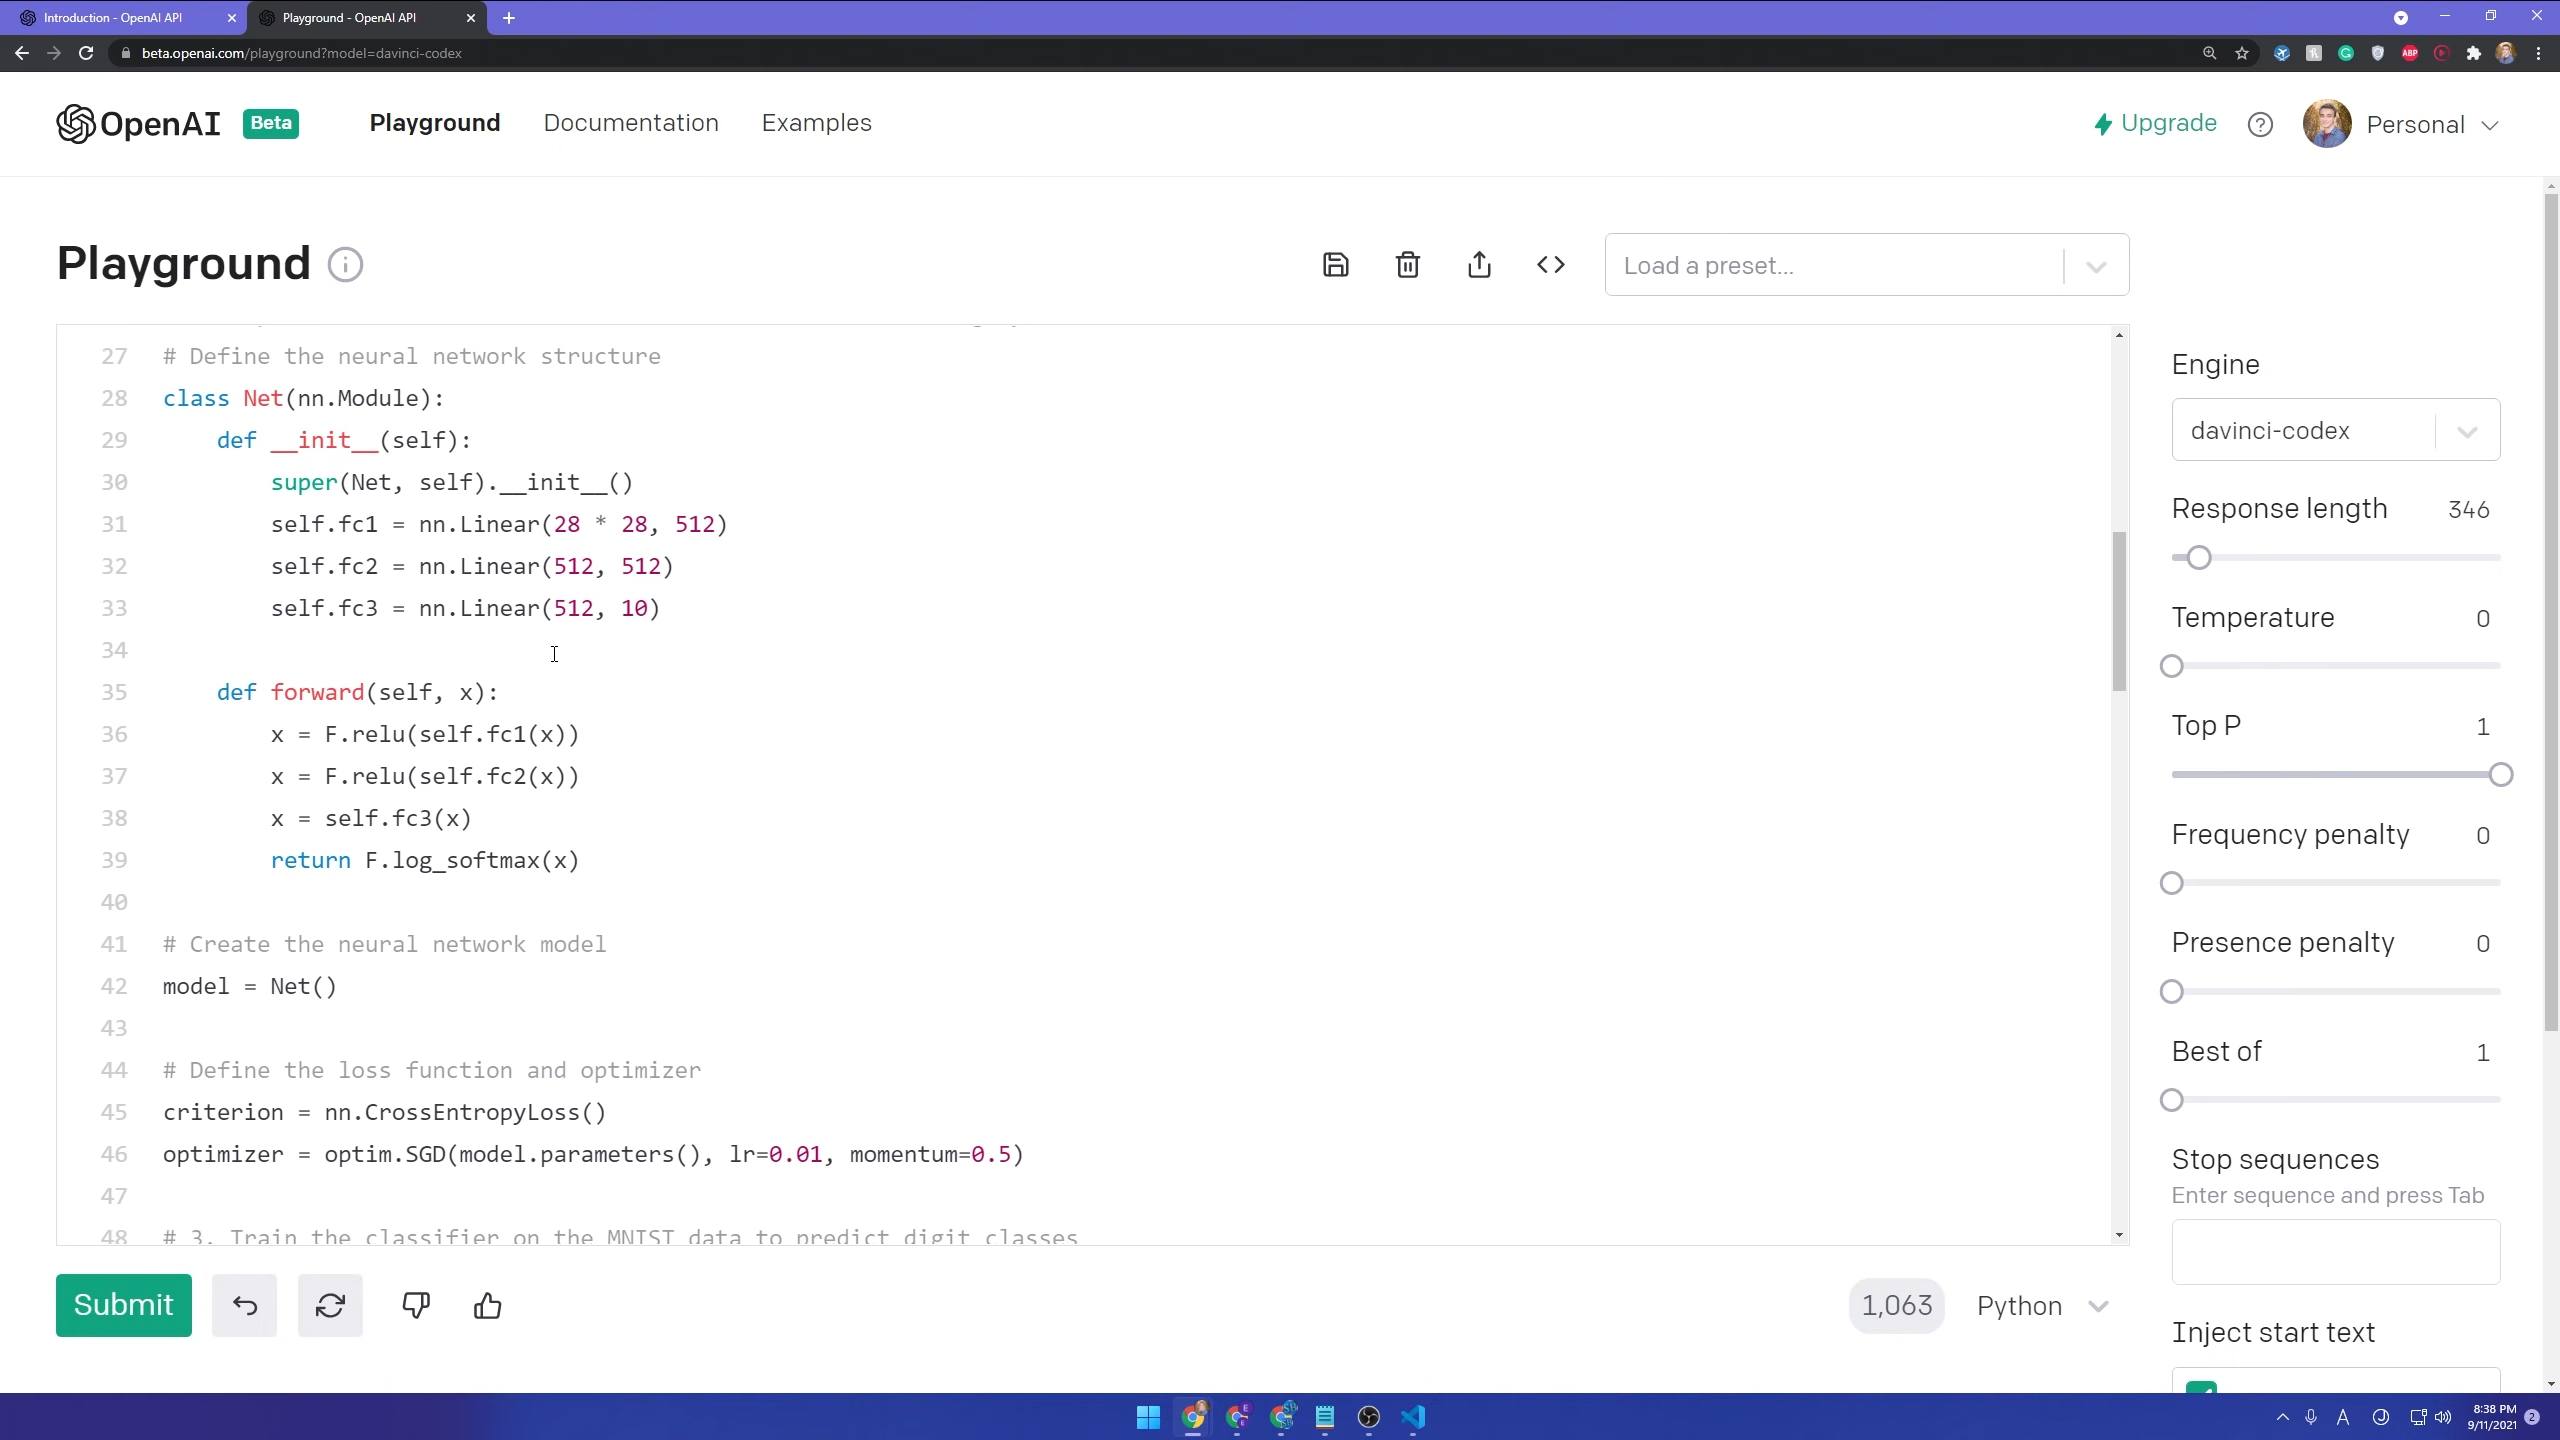 Introduction - OpenAI API
Playground - OpenAI API
beta.openai.com/playground?model=davinci-codex
ABP
OpenAI Beta Playground Documentation Examples Upgrade Personal
Playground
Load a preset...
27 # Define the neural network structure
28 class Net(nn.Module):
29 def __init__(self):
30 super(Net, self).__init__()
31 self.fc1 = nn.Linear(28 * 28, 512)
32 self.fc2 = nn.Linear(512, 512)
33 self.fc3 = nn.Linear(512, 10)
34
35 def forward(self, x):
36 x = F.relu(self.fc1(x))
37 x = F.relu(self.fc2(x))
38 x = self.fc3(x)
39 return F.log_softmax(x)
40
41 # Create the neural network model
42 model = Net()
43
44 # Define the loss function and optimizer
45 criterion = nn.CrossEntropyLoss()
46 optimizer = optim.SGD(model.parameters(), lr=0.01, momentum=0.5)
47
48 # 3. Train the classifier on the MNIST data to predict digit classes
Engine
davinci-codex
Response length 346
Temperature 0
Top P 1
Frequency penalty 0
Presence penalty 0
Best of 1
Stop sequences
Enter sequence and press Tab
Inject start text
Submit
1,063 Python
8:38 PM
9/11/2021
2